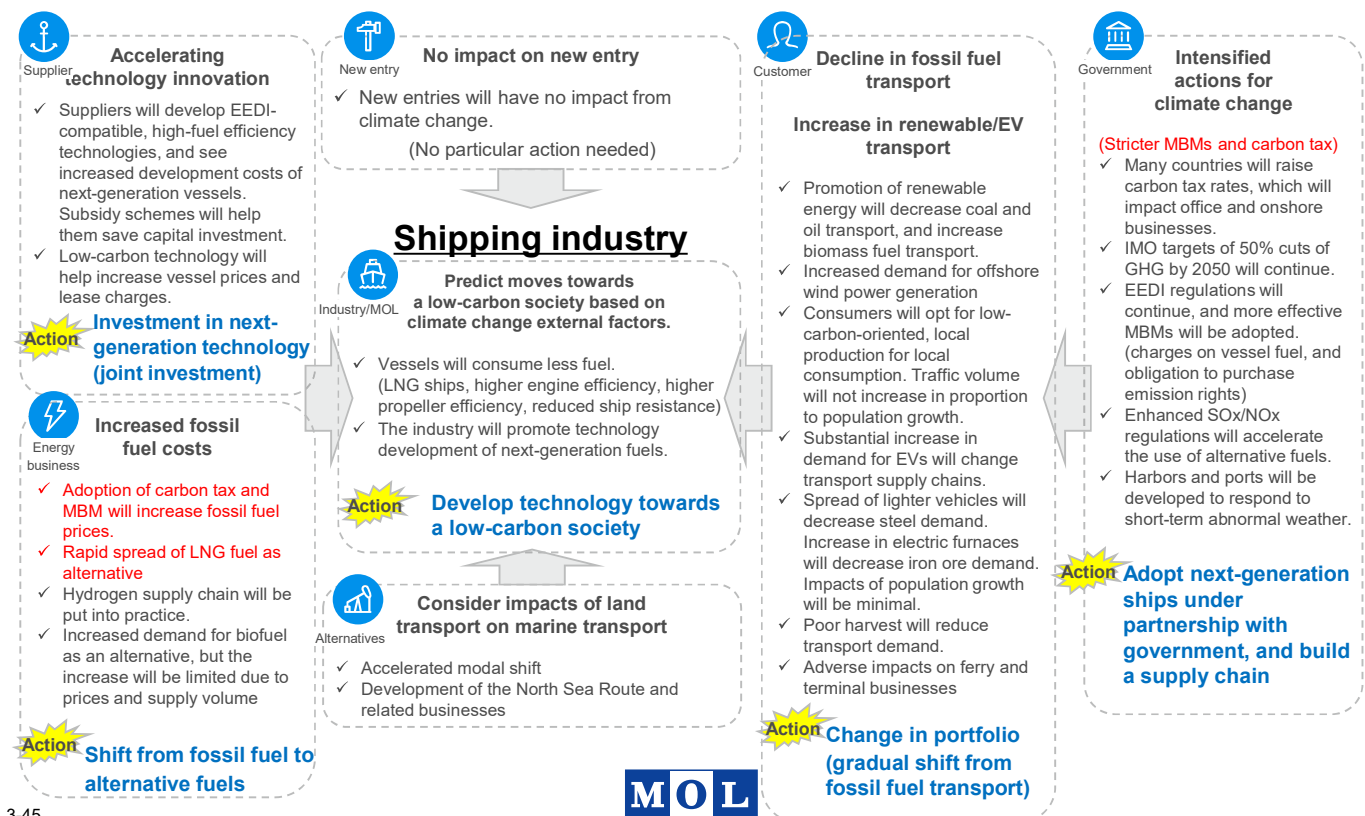 Supplier
Accelerating
technology innovation
✓ Suppliers will develop EEDI-
compatible, high-fuel efficiency
technologies, and see
increased development costs of
next-generation vessels.
Subsidy schemes will help
them save capital investment.
✓ Low-carbon technology will
help increase vessel prices and
lease charges.
Action
Investment in next-
generation technology
(joint investment)
Energy
business
Increased fossil
fuel costs
✓ Adoption of carbon tax and
MBM will increase fossil fuel
prices.
✓ Rapid spread of LNG fuel as
alternative
✓ Hydrogen supply chain will be
put into practice.
✓ Increased demand for biofuel
as an alternative, but the
increase will be limited due to
prices and supply volume
Action
Shift from fossil fuel to
alternative fuels
New entry
No impact on new entry
✓ New entries will have no impact from
climate change.
(No particular action needed)
Shipping industry
Industry/MOL
Predict moves towards
a low-carbon society based on
climate change external factors.
✓ Vessels will consume less fuel.
(LNG ships, higher engine efficiency, higher
propeller efficiency, reduced ship resistance)
✓ The industry will promote technology
development of next-generation fuels.
Action
Develop technology towards
a low-carbon society
Alternatives
Consider impacts of land
transport on marine transport
✓ Accelerated modal shift
✓ Development of the North Sea Route and
related businesses
Customer
Decline in fossil fuel
transport
Increase in renewable/EV
transport
✓ Promotion of renewable
energy will decrease coal and
oil transport, and increase
biomass fuel transport.
✓ Increased demand for offshore
wind power generation
✓ Consumers will opt for low-
carbon-oriented, local
production for local
consumption. Traffic volume
will not increase in proportion
to population growth.
✓ Substantial increase in
demand for EVs will change
transport supply chains.
✓ Spread of lighter vehicles will
decrease steel demand.
Increase in electric furnaces
will decrease iron ore demand.
Impacts of population growth
will be minimal.
✓ Poor harvest will reduce
transport demand.
✓ Adverse impacts on ferry and
terminal businesses
Action
Change in portfolio
(gradual shift from
fossil fuel transport)
Government
Intensified
actions for
climate change
(Stricter MBMs and carbon tax)
✓ Many countries will raise
carbon tax rates, which will
impact office and onshore
businesses.
✓ IMO targets of 50% cuts of
GHG by 2050 will continue.
✓ EEDI regulations will
continue, and more effective
MBMs will be adopted.
(charges on vessel fuel, and
obligation to purchase
emission rights)
✓ Enhanced SOx/NOx
regulations will accelerate
the use of alternative fuels.
✓ Harbors and ports will be
developed to respond to
short-term abnormal weather.
Action
Adopt next-generation
ships under
partnership with
government, and build
a supply chain
MOL
3-45